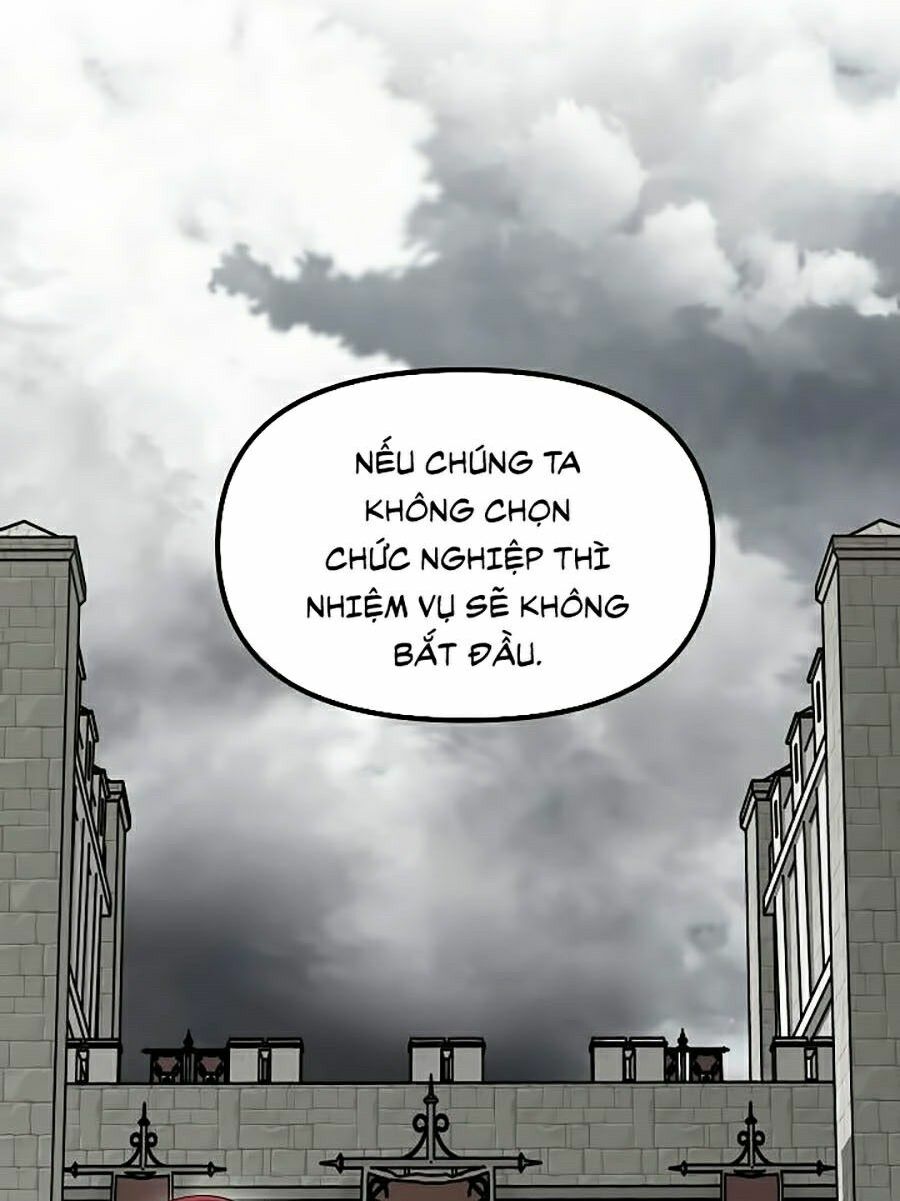 NẾU CHÚNG TA
KHÔNG CHỌN
CHỨC NGHIỆP THÌ
NHIỆM VỤ SẼ KHÔNG
BẮT ĐẦU.